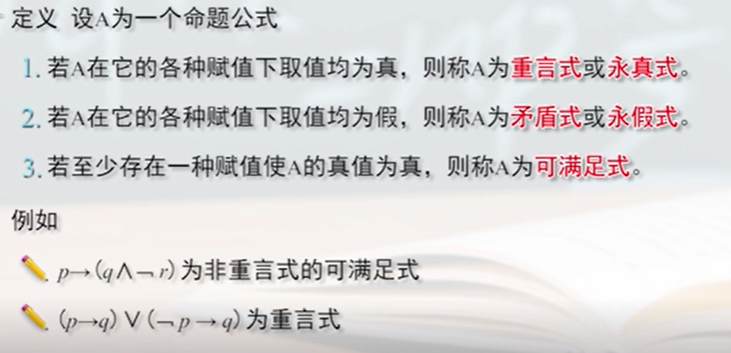 定义 设A为一个命题公式
1. 若A在它的各种赋值下取值均为真，则称A为重言式或永真式。
2. 若A在它的各种赋值下取值均为假，则称A为矛盾式或永假式。
3. 若至少存在一种赋值使A的真值为真，则称A为可满足式。
例如
p→(q∧¬r)为非重言式的可满足式
(p→q)∨(¬p→q)为重言式